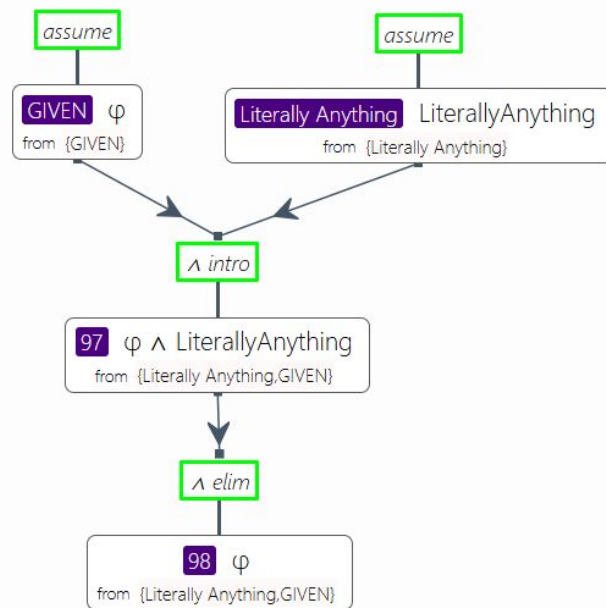 assume
assume
GIVEN φ
from {GIVEN}
Literally Anything LiterallyAnything
from {Literally Anything}
∧ intro
97 φ ∧ LiterallyAnything
from {Literally Anything,GIVEN}
∧ elim
98 φ
from {Literally Anything,GIVEN}